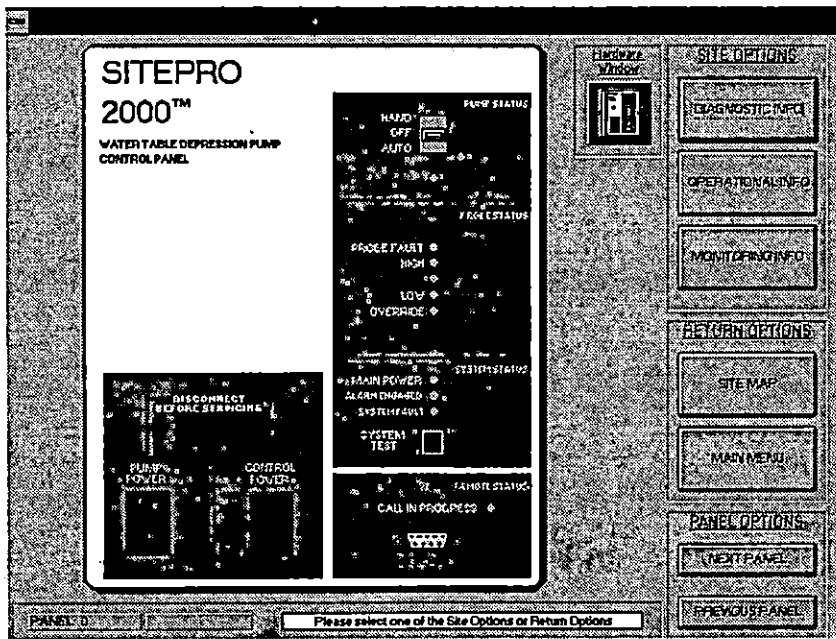 SITEPRO
2000™
WATER TABLE DEPRESSION PUMP
CONTROL PANEL
PUMP STATUS
HAND
OFF
AUTO
PROBE STATUS
PROBE FAULT
HIGH
LOW
OVERRIDE
SYSTEM STATUS
MAIN POWER
ALARM ENGAGED
SYSTEM FAULT
SYSTEM
TEST
DISCONNECT
BEFORE SERVICING
PUMP
POWER
CONTROL
POWER
REMOTE STATUS
CALL IN PROGRESS
Hardware
Window
SITE OPTIONS
DIAGNOSTIC INFO
OPERATIONAL INFO
MONITORING INFO
RETURN OPTIONS
SITE MAP
MAIN MENU
PANEL OPTIONS
NEXT PANEL
PREVIOUS PANEL
PANEL: 0
Please select one of the Site Options or Return Options